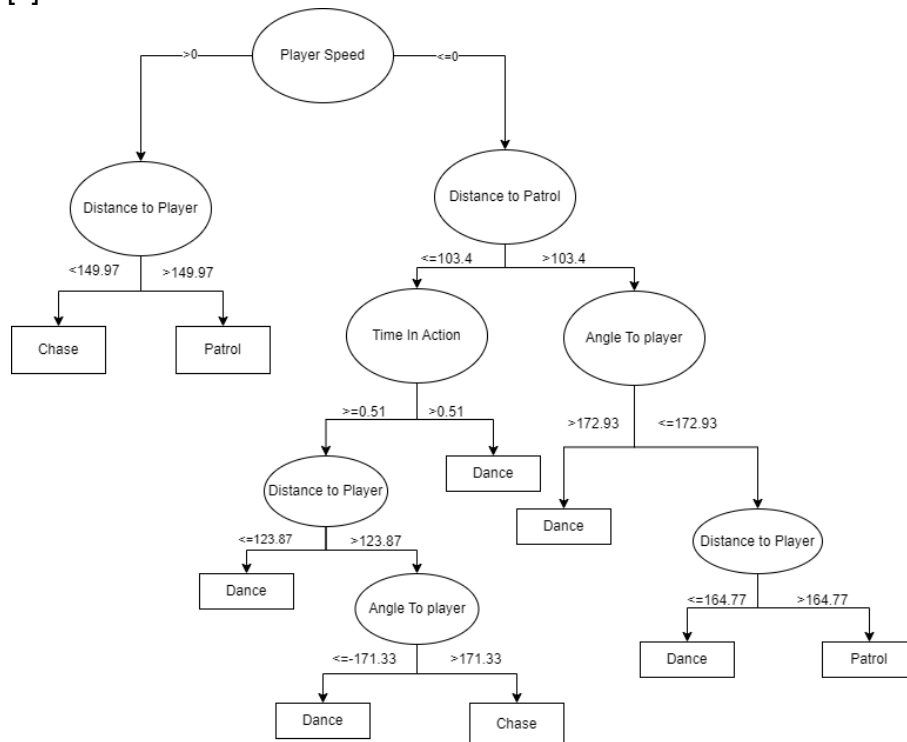 Player Speed
>0
<=0
Distance to Player
Distance to Patrol
<149.97
>149.97
<=103.4
>103.4
Chase
Patrol
Time In Action
Angle To player
>=0.51
>0.51
>172.93
<=172.93
Distance to Player
Dance
Dance
Distance to Player
<=123.87
>123.87
Dance
Angle To player
<=164.77
>164.77
<=-171.33
>171.33
Dance
Patrol
Dance
Chase